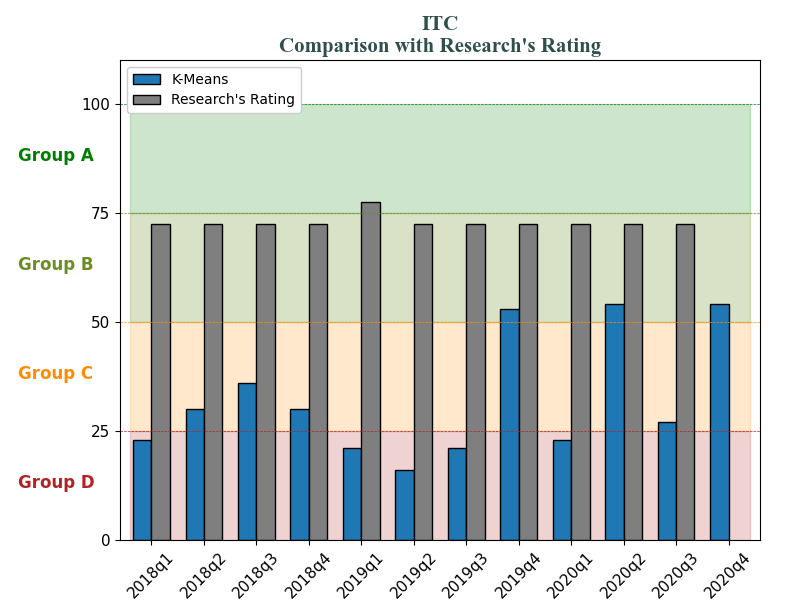 ITC
Comparison with Research's Rating
K-Means
Research's Rating
100
Group A
75
Group B
50
Group C
25
Group D
0
2018q1
2018q2
2018q3
2018q4
2019q1
2019q2
2019q3
2019q4
2020q1
2020q2
2020q3
2020q4